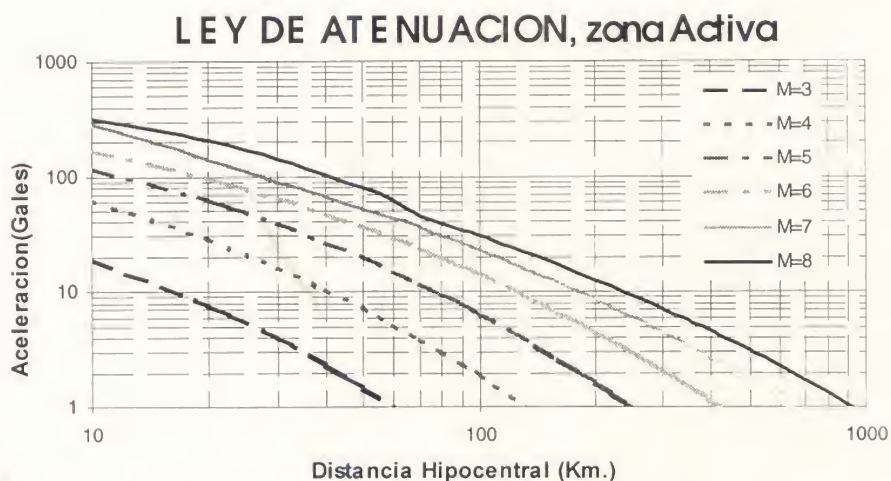 LEY DE ATENUACION, zona Activa
Aceleracion(Gales)
1000
100
10
1
10
100
1000
Distancia Hipocentral (Km.)
M=3
M=4
M=5
M=6
M=7
M=8